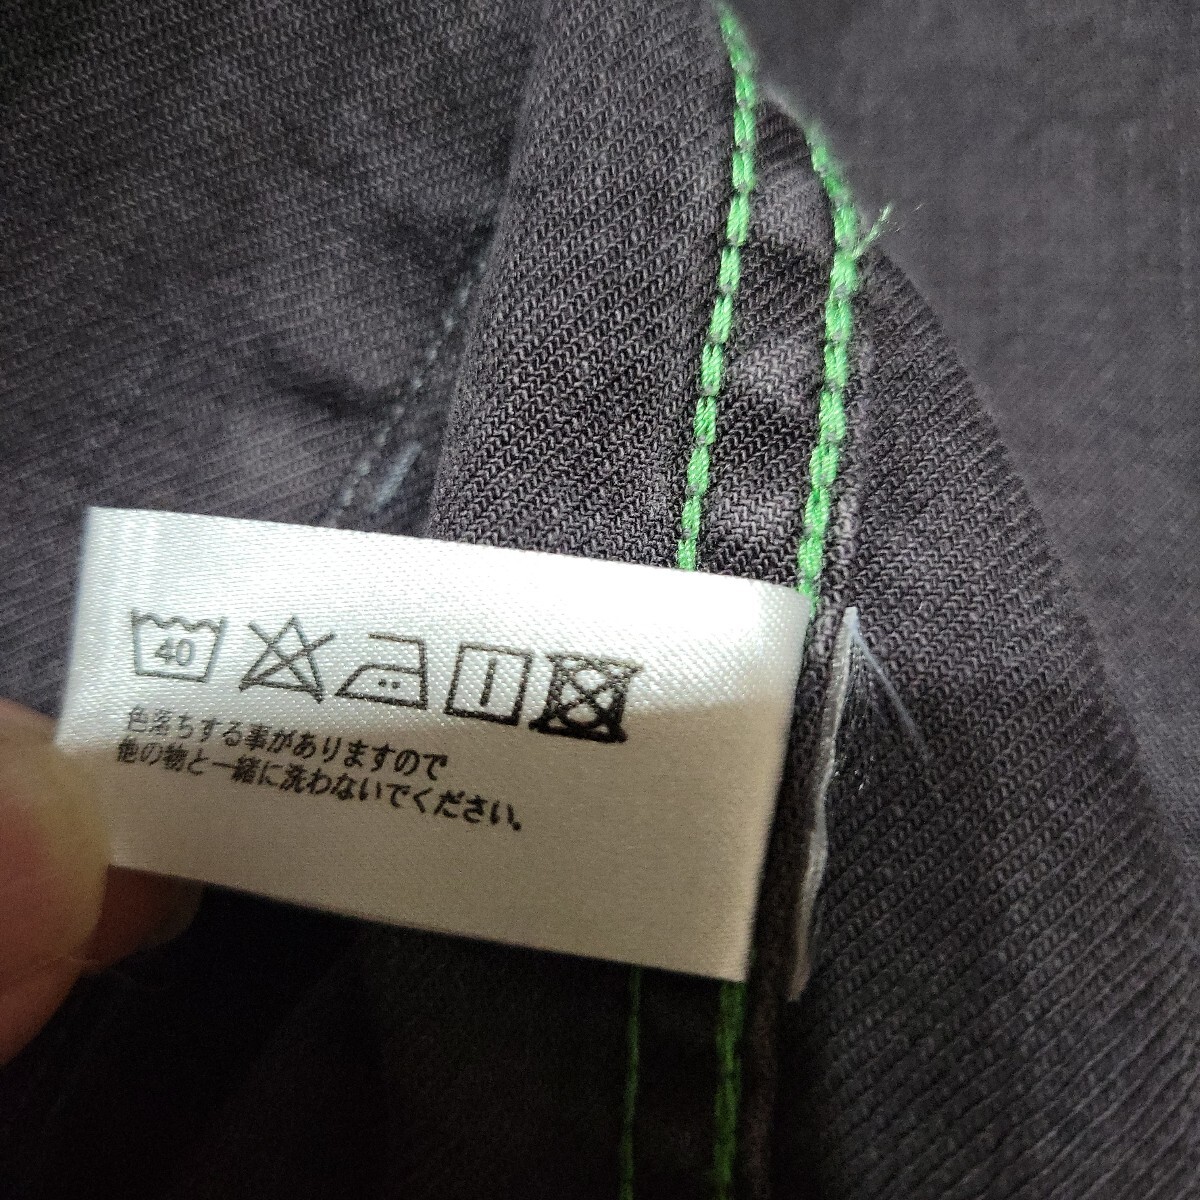 40
色落ちする事がありますので
他の物と一緒に洗わないでください。